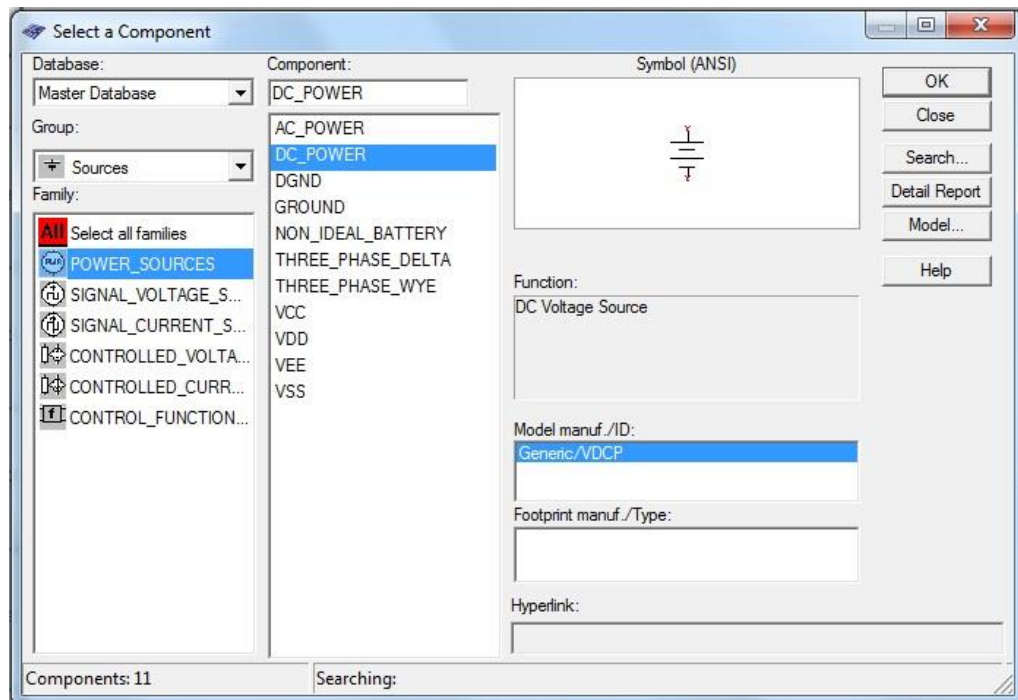 Select a Component
Database:
Master Database
Group:
Sources
Family:
All Select all families
POWER_SOURCES
SIGNAL_VOLTAGE_S...
SIGNAL_CURRENT_S...
CONTROLLED_VOLTA...
CONTROLLED_CURR...
CONTROL_FUNCTION...
Component:
DC_POWER
AC_POWER
DC_POWER
DGND
GROUND
NON_IDEAL_BATTERY
THREE_PHASE_DELTA
THREE_PHASE_WYE
VCC
VDD
VEE
VSS
Symbol (ANSI)
Function:
DC Voltage Source
Model manuf./ID:
Generic/VDCP
Footprint manuf./Type:
Hyperlink:
OK
Close
Search...
Detail Report
Model...
Help
Components: 11
Searching: